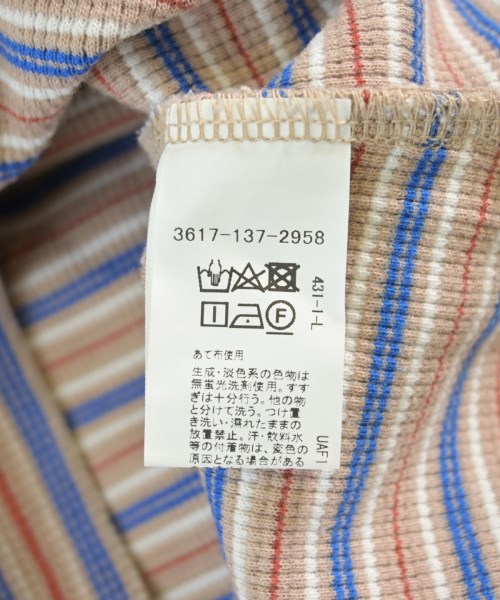 3617-137-2958
431-1-L
F
あて布使用
生成・淡色系の色物は
無蛍光洗剤使用。すす
ぎは十分行う。他の物
と分けて洗う。つけ置
き洗い・濡れたままの
放置禁止。汗・飲料水
等の付着物は、変色の
原因となる場合がある
UAF1